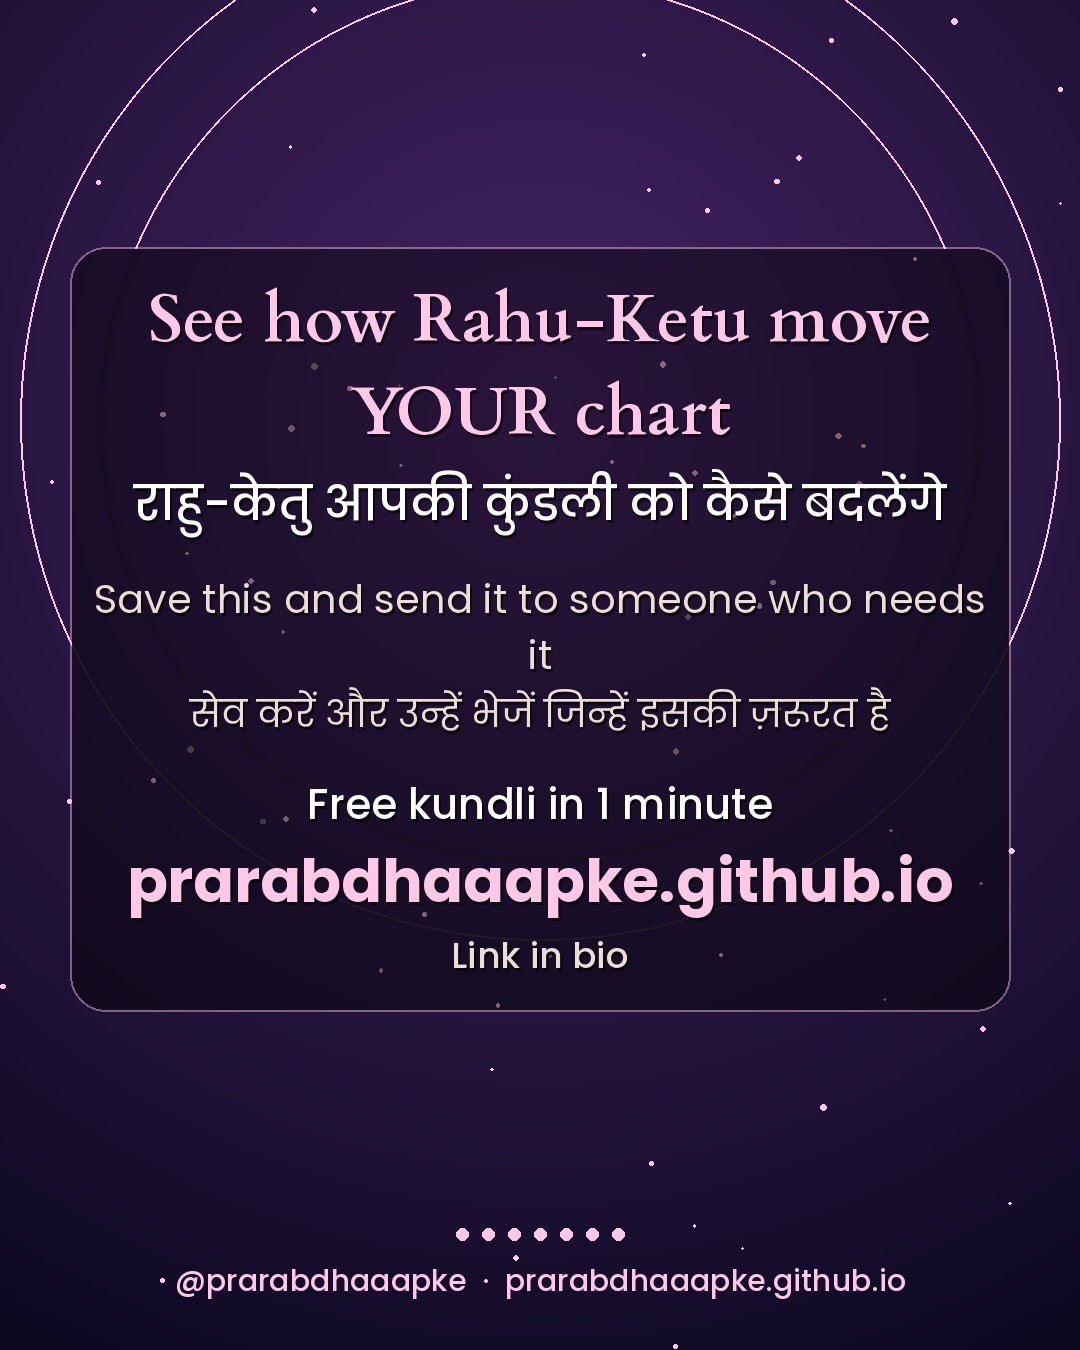 See how Rahu-Ketu move
YOUR chart
राहु-केतु आपकी कुंडली को कैसे बदलेंगे
Save this and send it to someone who needs
it
सेव करें और उन्हें भेजें जिन्हें इसकी ज़रूरत है
Free kundli in 1 minute
prarabdhaaapke.github.io
Link in bio
@prarabdhaaapke · prarabdhaaapke.github.io